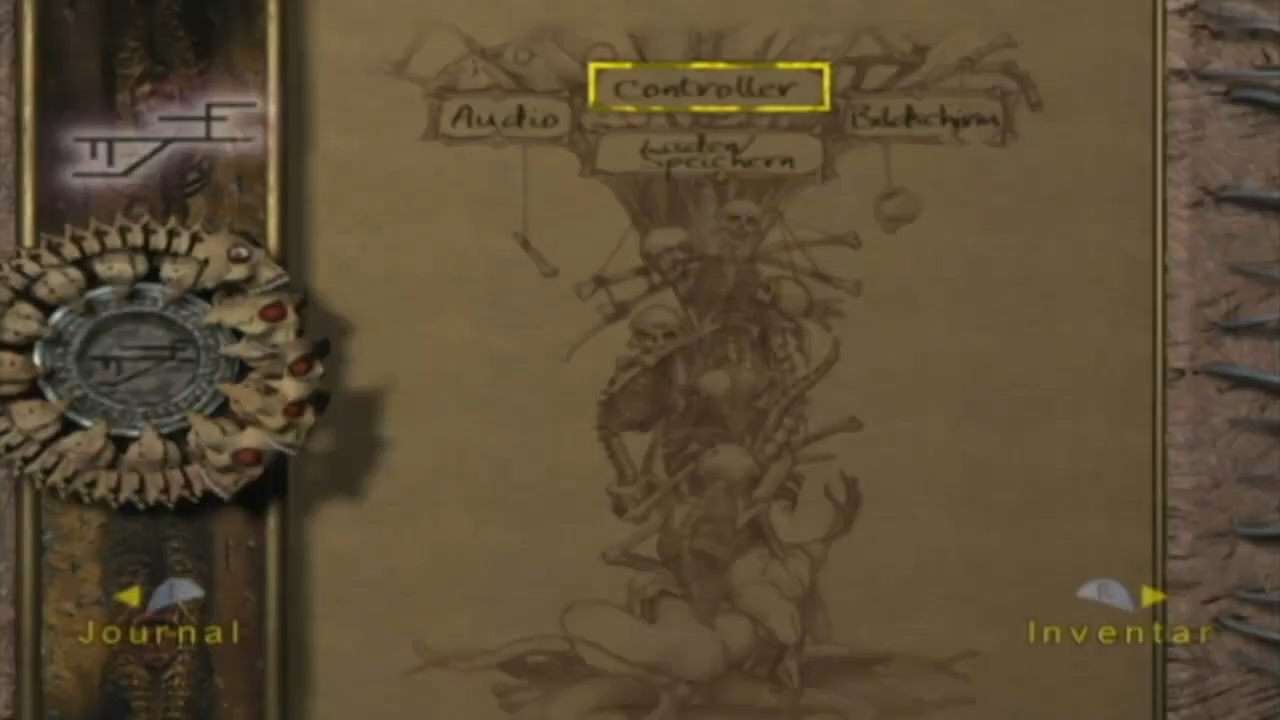 Controller
Audio
Bildschirm
Laden/
Speichern
Journal
Inventar